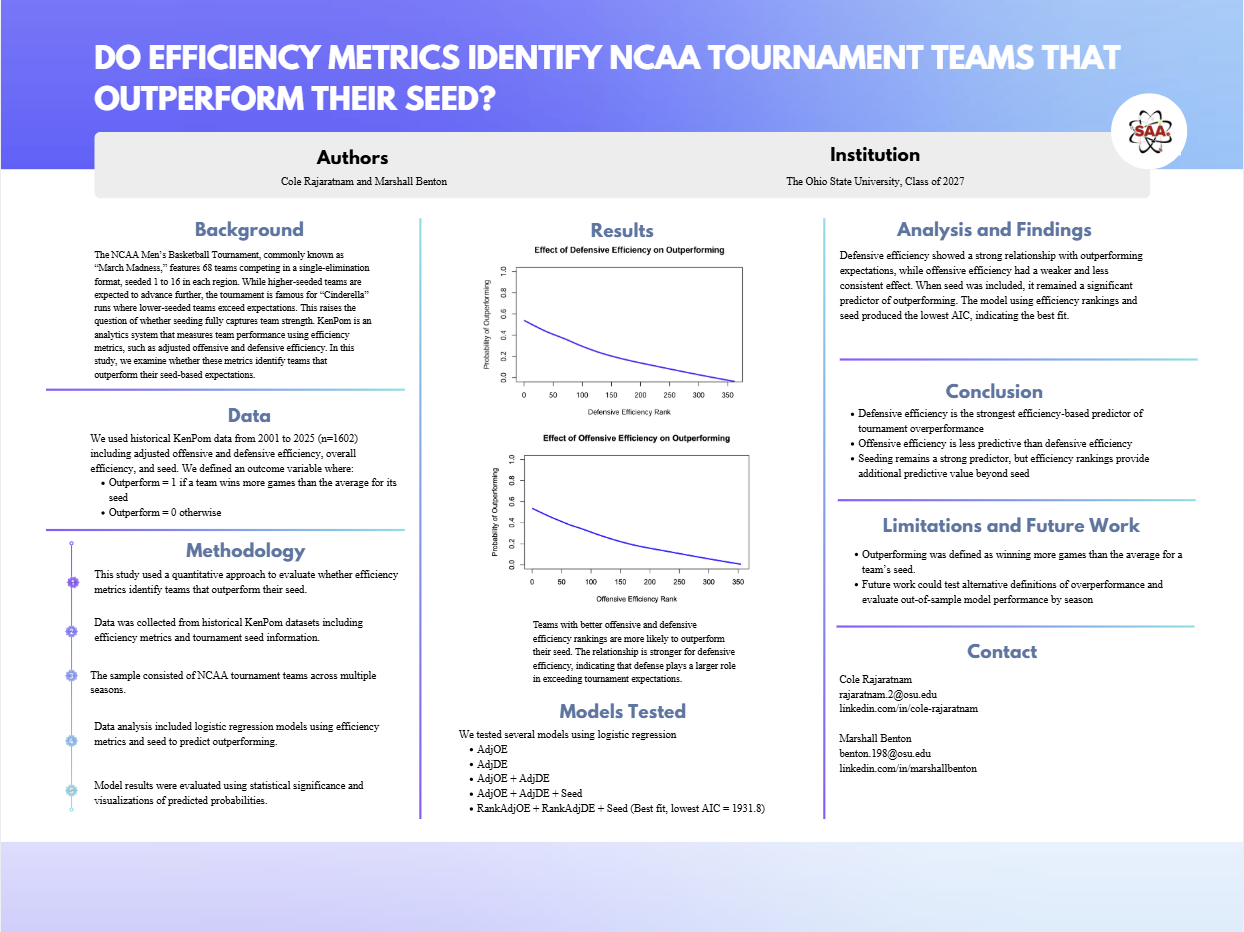 DO EFFICIENCY METRICS IDENTIFY NCAA TOURNAMENT TEAMS THAT
OUTPERFORM THEIR SEED?
SAA.
Authors
Cole Rajaratnam and Marshall Benton
Institution
The Ohio State University, Class of 2027
Background
The NCAA Men's Basketball Tournament, commonly known as
“March Madness,” features 68 teams competing in a single-elimination
format, seeded 1 to 16 in each region. While higher-seeded teams are
expected to advance further, the tournament is famous for “Cinderella”
runs where lower-seeded teams exceed expectations. This raises the
question of whether seeding fully captures team strength. KenPom is an
analytics system that measures team performance using efficiency
metrics, such as adjusted offensive and defensive efficiency. In this
study, we examine whether these metrics identify teams that
outperform their seed-based expectations.
Data
We used historical KenPom data from 2001 to 2025 (n=1602)
including adjusted offensive and defensive efficiency, overall
efficiency, and seed. We defined an outcome variable where:
• Outperform = 1 if a team wins more games than the average for its
seed
• Outperform = 0 otherwise
Methodology
1
This study used a quantitative approach to evaluate whether efficiency
metrics identify teams that outperform their seed.
2
Data was collected from historical KenPom datasets including
efficiency metrics and tournament seed information.
3
The sample consisted of NCAA tournament teams across multiple
seasons.
4
Data analysis included logistic regression models using efficiency
metrics and seed to predict outperforming.
5
Model results were evaluated using statistical significance and
visualizations of predicted probabilities.
Results
Effect of Defensive Efficiency on Outperforming
Probability of Outperforming
1.0
0.8
0.6
0.4
0.2
0.0
0 50 100 150 200 250 300 350
Defensive Efficiency Rank
Effect of Offensive Efficiency on Outperforming
Probability of Outperforming
1.0
0.8
0.6
0.4
0.2
0.0
0 50 100 150 200 250 300 350
Offensive Efficiency Rank
Teams with better offensive and defensive
efficiency rankings are more likely to outperform
their seed. The relationship is stronger for defensive
efficiency, indicating that defense plays a larger role
in exceeding tournament expectations.
Models Tested
We tested several models using logistic regression
• AdjOE
• AdjDE
• AdjOE + AdjDE
• AdjOE + AdjDE + Seed
• RankAdjOE + RankAdjDE + Seed (Best fit, lowest AIC = 1931.8)
Analysis and Findings
Defensive efficiency showed a strong relationship with outperforming
expectations, while offensive efficiency had a weaker and less
consistent effect. When seed was included, it remained a significant
predictor of outperforming. The model using efficiency rankings and
seed produced the lowest AIC, indicating the best fit.
Conclusion
• Defensive efficiency is the strongest efficiency-based predictor of
tournament overperformance
• Offensive efficiency is less predictive than defensive efficiency
• Seeding remains a strong predictor, but efficiency rankings provide
additional predictive value beyond seed
Limitations and Future Work
• Outperforming was defined as winning more games than the average for a
team's seed.
• Future work could test alternative definitions of overperformance and
evaluate out-of-sample model performance by season
Contact
Cole Rajaratnam
rajaratnam.2@osu.edu
linkedin.com/in/cole-rajaratnam
Marshall Benton
benton.198@osu.edu
linkedin.com/in/marshallbenton